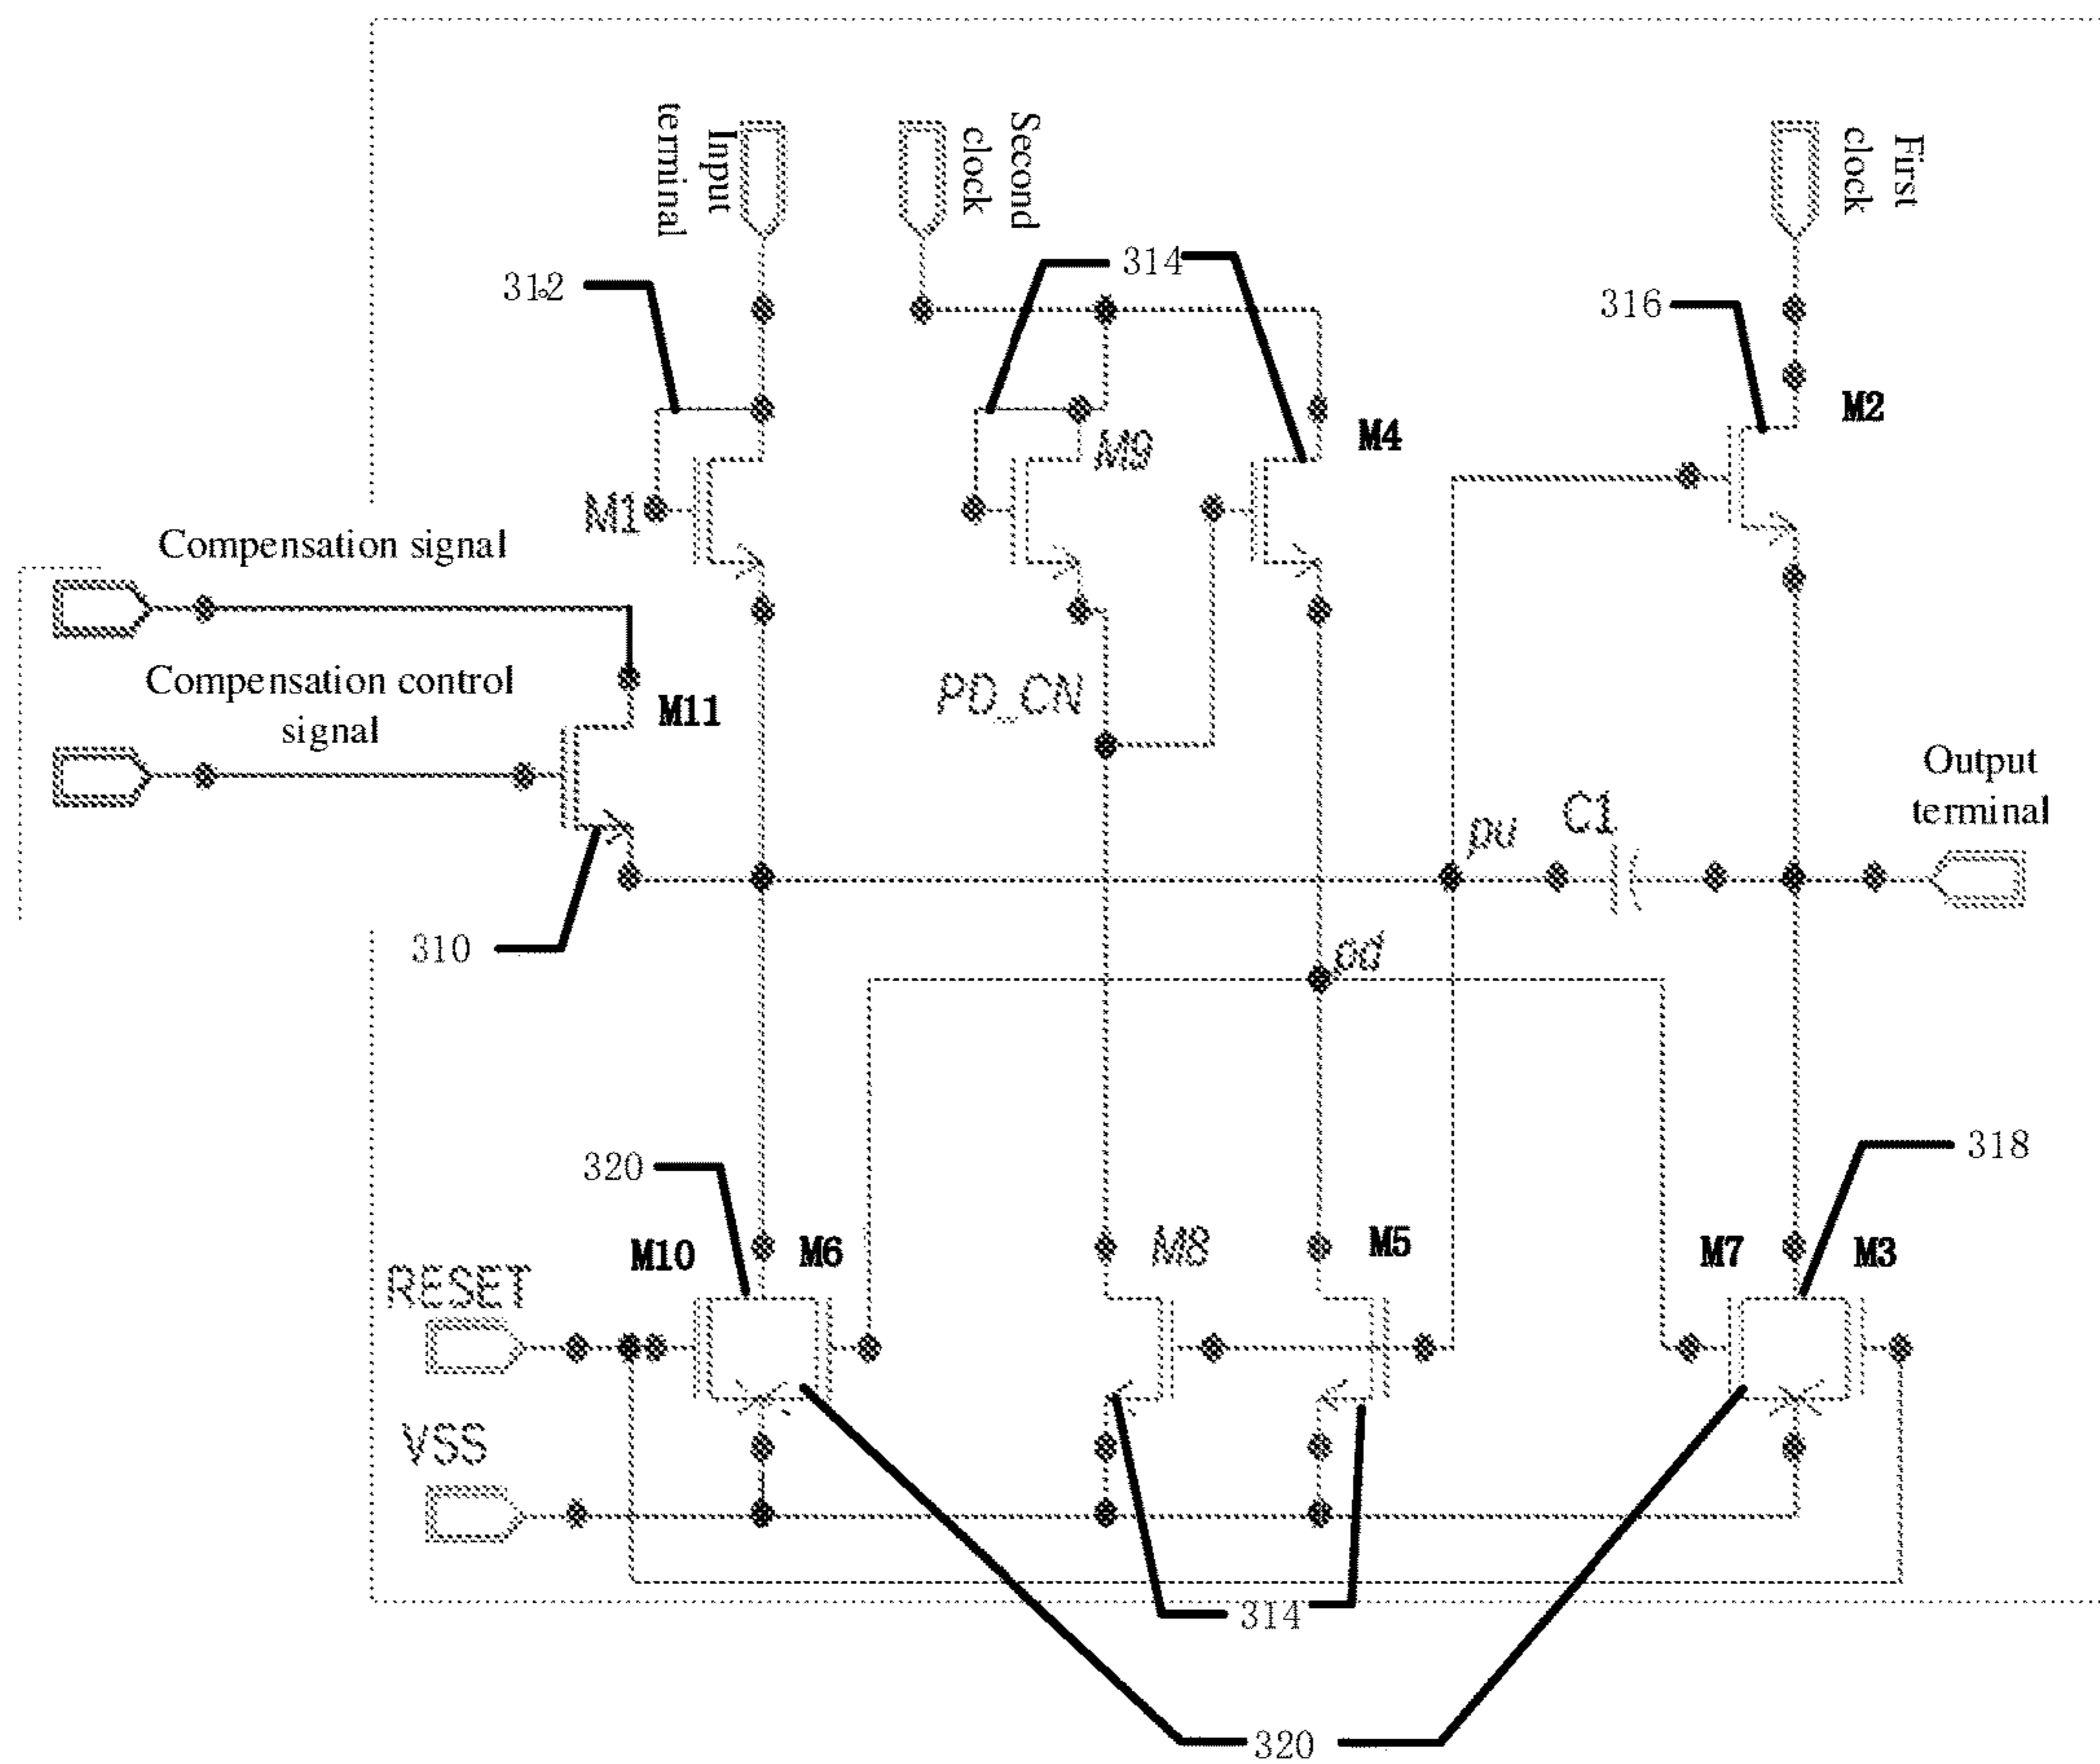 Input
terminal
Second
clock
First
clock
312
314
316
M2
M9
M4
M1
Compensation signal
Compensation control
signal
M11
PD_CN
Output
terminal
C1
pu
310
pd
318
320
M10
M6
M8
M5
M7
M3
RESET
VSS
314
320